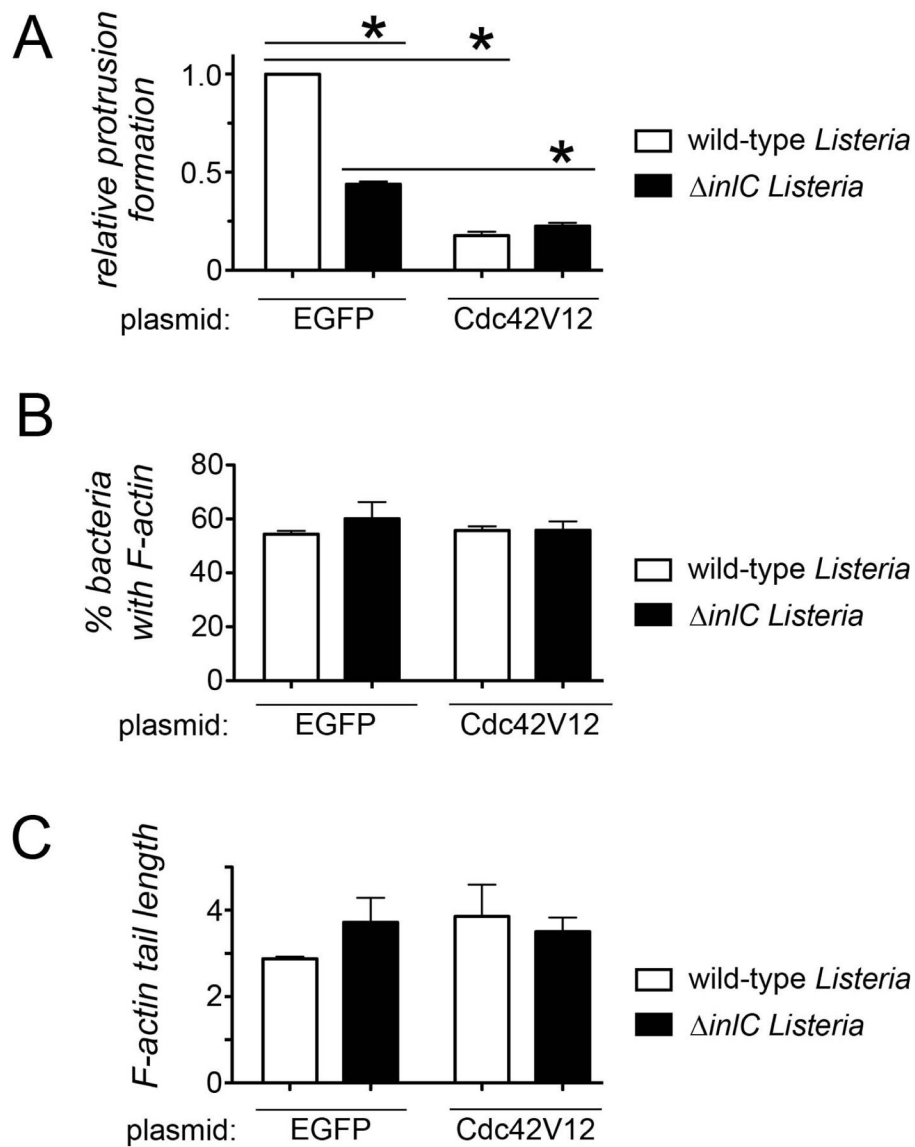 A
relative protrusion
formation
1.0
0.5
0
*
*
*
wild-type Listeria
ΔinlC Listeria
plasmid:
EGFP
Cdc42V12
B
% bacteria
with F-actin
80
60
40
20
0
wild-type Listeria
ΔinlC Listeria
plasmid:
EGFP
Cdc42V12
C
F-actin tail length
4
2
0
wild-type Listeria
ΔinlC Listeria
plasmid:
EGFP
Cdc42V12